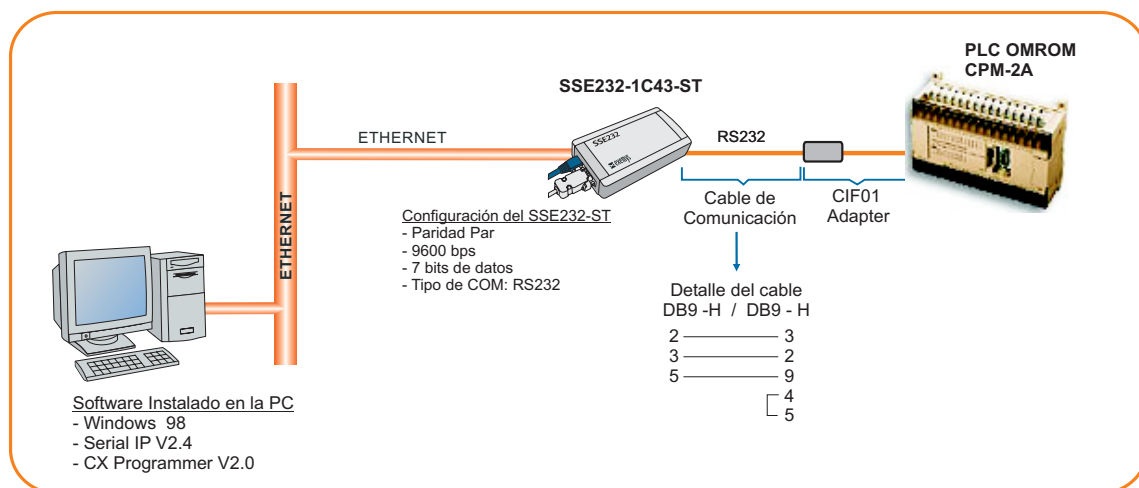 PLC OMROM
CPM-2A
SSE232-1C43-ST
ETHERNET
RS232
SSE232
exemys
ETHERNET
Cable de
Comunicación
CIF01
Adapter
Configuración del SSE232-ST
- Paridad Par
- 9600 bps
- 7 bits de datos
- Tipo de COM: RS232
Detalle del cable
DB9 -H / DB9 - H
2 3
3 2
5 9
4
5
Software Instalado en la PC
- Windows 98
- Serial IP V2.4
- CX Programmer V2.0